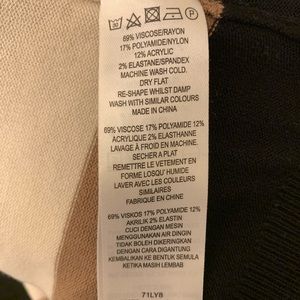 69% VISCOSE/RAYON
17% POLYAMIDE/NYLON
12% ACRYLIC
2% ELASTANE/SPANDEX
MACHINE WASH COLD.
DRY FLAT
RE-SHAPE WHILST DAMP
WASH WITH SIMILAR COLOURS
MADE IN CHINA
69% VISCOSE 17% POLYAMIDE 12%
ACRYLIQUE 2% ELASTHANNE
LAVAGE À FROID EN MACHINE.
SECHER A PLAT
REMETTRE LE VETEMENT EN
FORME LOSQU' HUMIDE
LAVER AVEC LES COULEURS
SIMILAIRES
FABRIQUE EN CHINE
69% VISKOS 17% POLYAMIDE 12%
AKRILIK 2% ELASTIN
CUCI DENGAN MESIN
MENGGUNAKAN AIR DINGIN
TIDAK BOLEH DIKERINGKAN
DENGAN CARA DIGANTUNG
KEMBALIKAN KE BENTUK SEMULA
KETIKA MASIH LEMBAB
71LY8